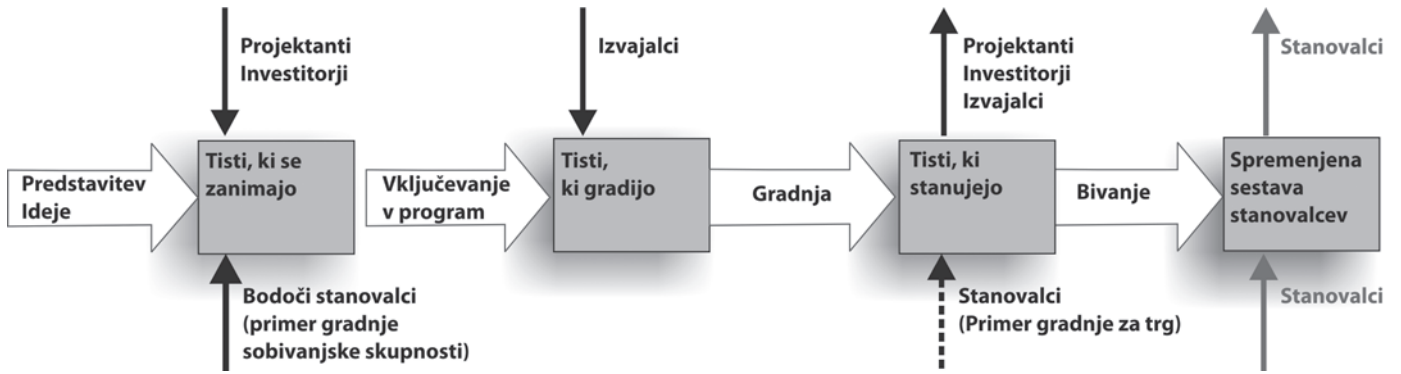 Projektanti
Investitorji
Izvajalci
Projektanti
Investitorji
Izvajalci
Stanovalci
Predstavitev
Ideje
Tisti, ki se
zanimajo
Vključevanje
v program
Tisti,
ki gradijo
Gradnja
Tisti, ki
stanujejo
Bivanje
Spremenjena
sestava
stanovalcev
Bodoči stanovalci
(primer gradnje
sobivanjske skupnosti)
Stanovalci
(Primer gradnje za trg)
Stanovalci